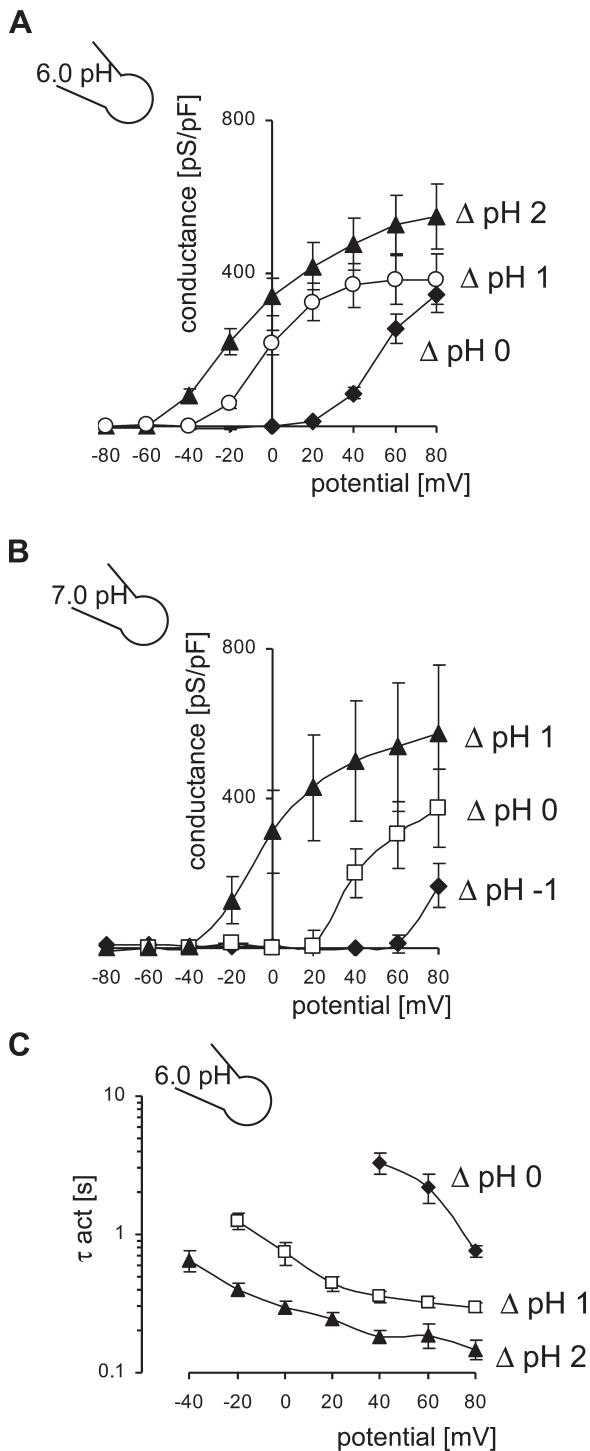 A
6.0 pH
conductance [pS/pF]
800
400
Δ pH 2
Δ pH 1
Δ pH 0
-80 -60 -40 -20 0 20 40 60 80
potential [mV]
B
7.0 pH
conductance [pS/pF]
800
400
Δ pH 1
Δ pH 0
Δ pH -1
-80 -60 -40 -20 0 20 40 60 80
potential [mV]
C
6.0 pH
τ act [s]
10
1
0.1
Δ pH 0
Δ pH 1
Δ pH 2
-40 -20 0 20 40 60 80
potential [mV]